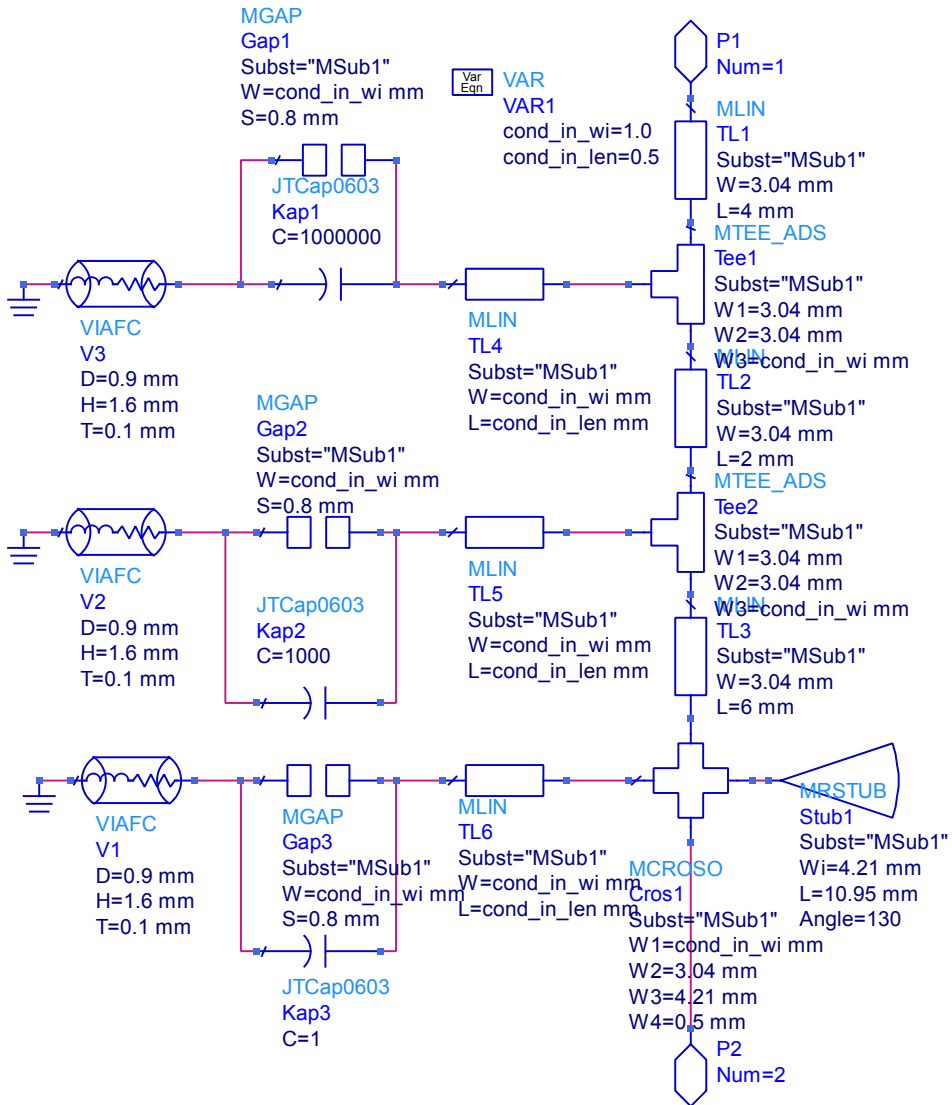 MGAP
Gap1
Subst="MSub1"
W=cond_in_wi mm
S=0.8 mm
Var
Eqn
VAR
VAR1
cond_in_wi=1.0
cond_in_len=0.5
P1
Num=1
MLIN
TL1
Subst="MSub1"
W=3.04 mm
L=4 mm
JTCap0603
Kap1
C=1000000
MTEE_ADS
Tee1
Subst="MSub1"
W1=3.04 mm
W2=3.04 mm
W3=cond_in_wi mm
VIAFC
V3
D=0.9 mm
H=1.6 mm
T=0.1 mm
MLIN
TL4
Subst="MSub1"
W=cond_in_wi mm
L=cond_in_len mm
MLIN
TL2
Subst="MSub1"
W=3.04 mm
L=2 mm
MGAP
Gap2
Subst="MSub1"
W=cond_in_wi mm
S=0.8 mm
MTEE_ADS
Tee2
Subst="MSub1"
W1=3.04 mm
W2=3.04 mm
W3=cond_in_wi mm
VIAFC
V2
D=0.9 mm
H=1.6 mm
T=0.1 mm
JTCap0603
Kap2
C=1000
MLIN
TL5
Subst="MSub1"
W=cond_in_wi mm
L=cond_in_len mm
MLIN
TL3
Subst="MSub1"
W=3.04 mm
L=6 mm
VIAFC
V1
D=0.9 mm
H=1.6 mm
T=0.1 mm
MGAP
Gap3
Subst="MSub1"
W=cond_in_wi mm
S=0.8 mm
MLIN
TL6
Subst="MSub1"
W=cond_in_wi mm
L=cond_in_len mm
MRSTUB
Stub1
Subst="MSub1"
Wi=4.21 mm
L=10.95 mm
Angle=130
MCROSO
Cros1
Subst="MSub1"
W1=cond_in_wi mm
W2=3.04 mm
W3=4.21 mm
W4=0.5 mm
JTCap0603
Kap3
C=1
P2
Num=2